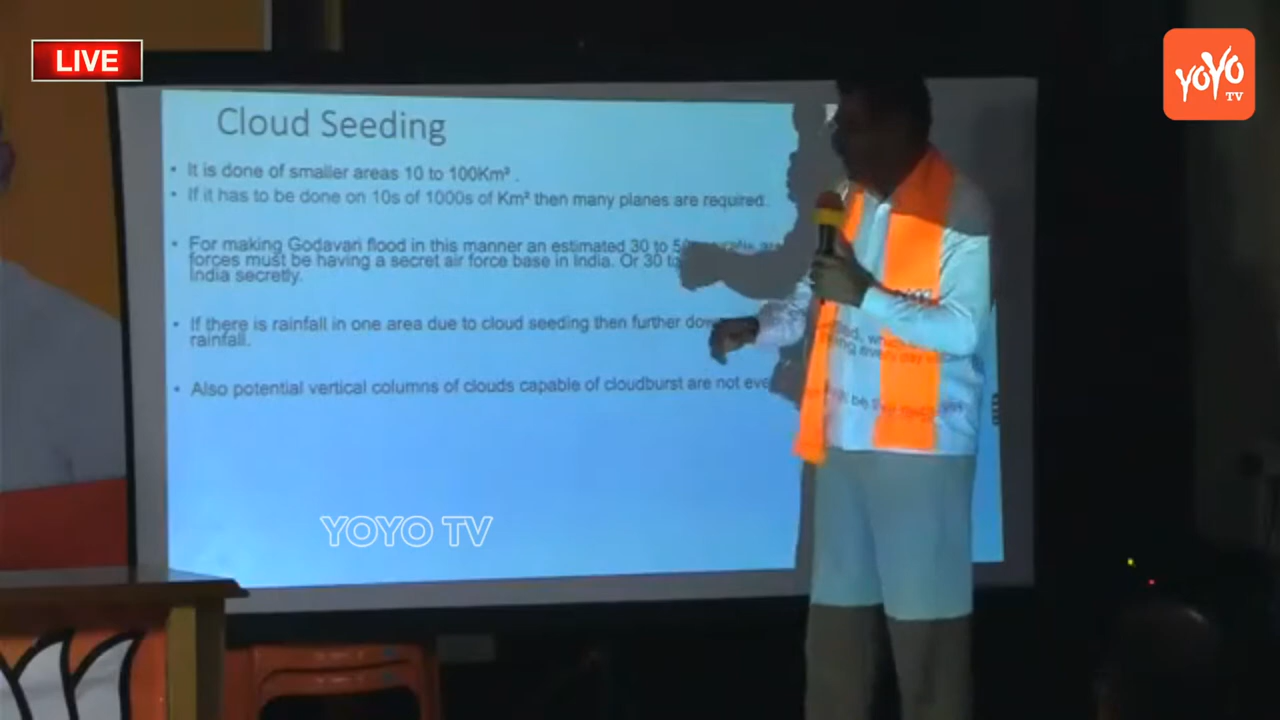 LIVE
YOYO
TV
Cloud Seeding
• It is done of smaller areas 10 to 100Km² .
• If it has to be done on 10s of 1000s of Km² then many planes are required.
• For making Godavari flood in this manner an estimated 30 to
forces must be having a secret air force base in India. Or 30
India secretly.
• If there is rainfall in one area due to cloud seeding then further
rainfall.
• Also potential vertical columns of clouds capable of cloudburst are not
YOYO TV